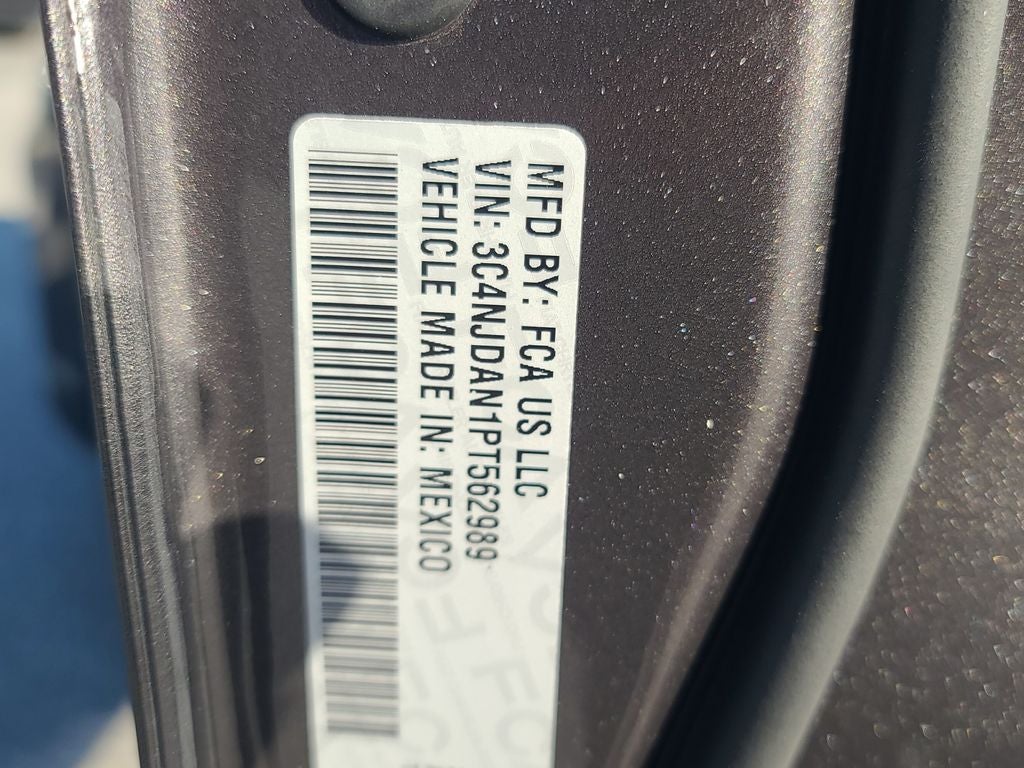 MFD BY: FCA US LLC
VIN: 3C4NJDAN1PT562989
VEHICLE MADE IN: MEXICO